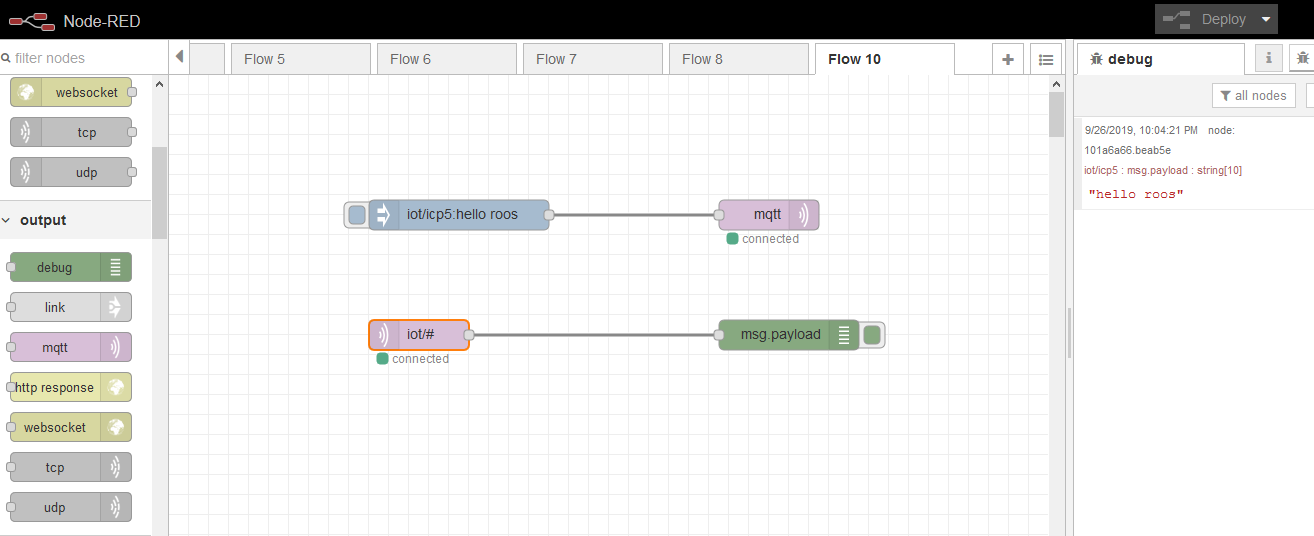 Node-RED
Deploy
filter nodes
Flow 5
Flow 6
Flow 7
Flow 8
Flow 10
debug
i
all nodes
websocket
tcp
udp
output
debug
link
mqtt
http response
websocket
tcp
udp
iot/icp5:hello roos
mqtt
connected
iot/#
connected
msg.payload
9/26/2019, 10:04:21 PM node:
101a6a66.beab5e
iot/icp5 : msg.payload : string[10]
"hello roos"